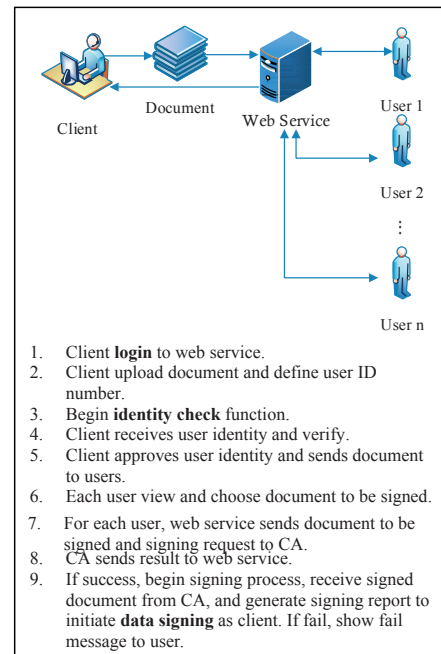 User 1
Document
Web Service
Client
User 2
⋮
User n
1. Client login to web service.
2. Client upload document and define user ID
number.
3. Begin identity check function.
4. Client receives user identity and verify.
5. Client approves user identity and sends document
to users.
6. Each user view and choose document to be signed.
7. For each user, web service sends document to be
signed and signing request to CA.
8. CA sends result to web service.
9. If success, begin signing process, receive signed
document from CA, and generate signing report to
initiate data signing as client. If fail, show fail
message to user.